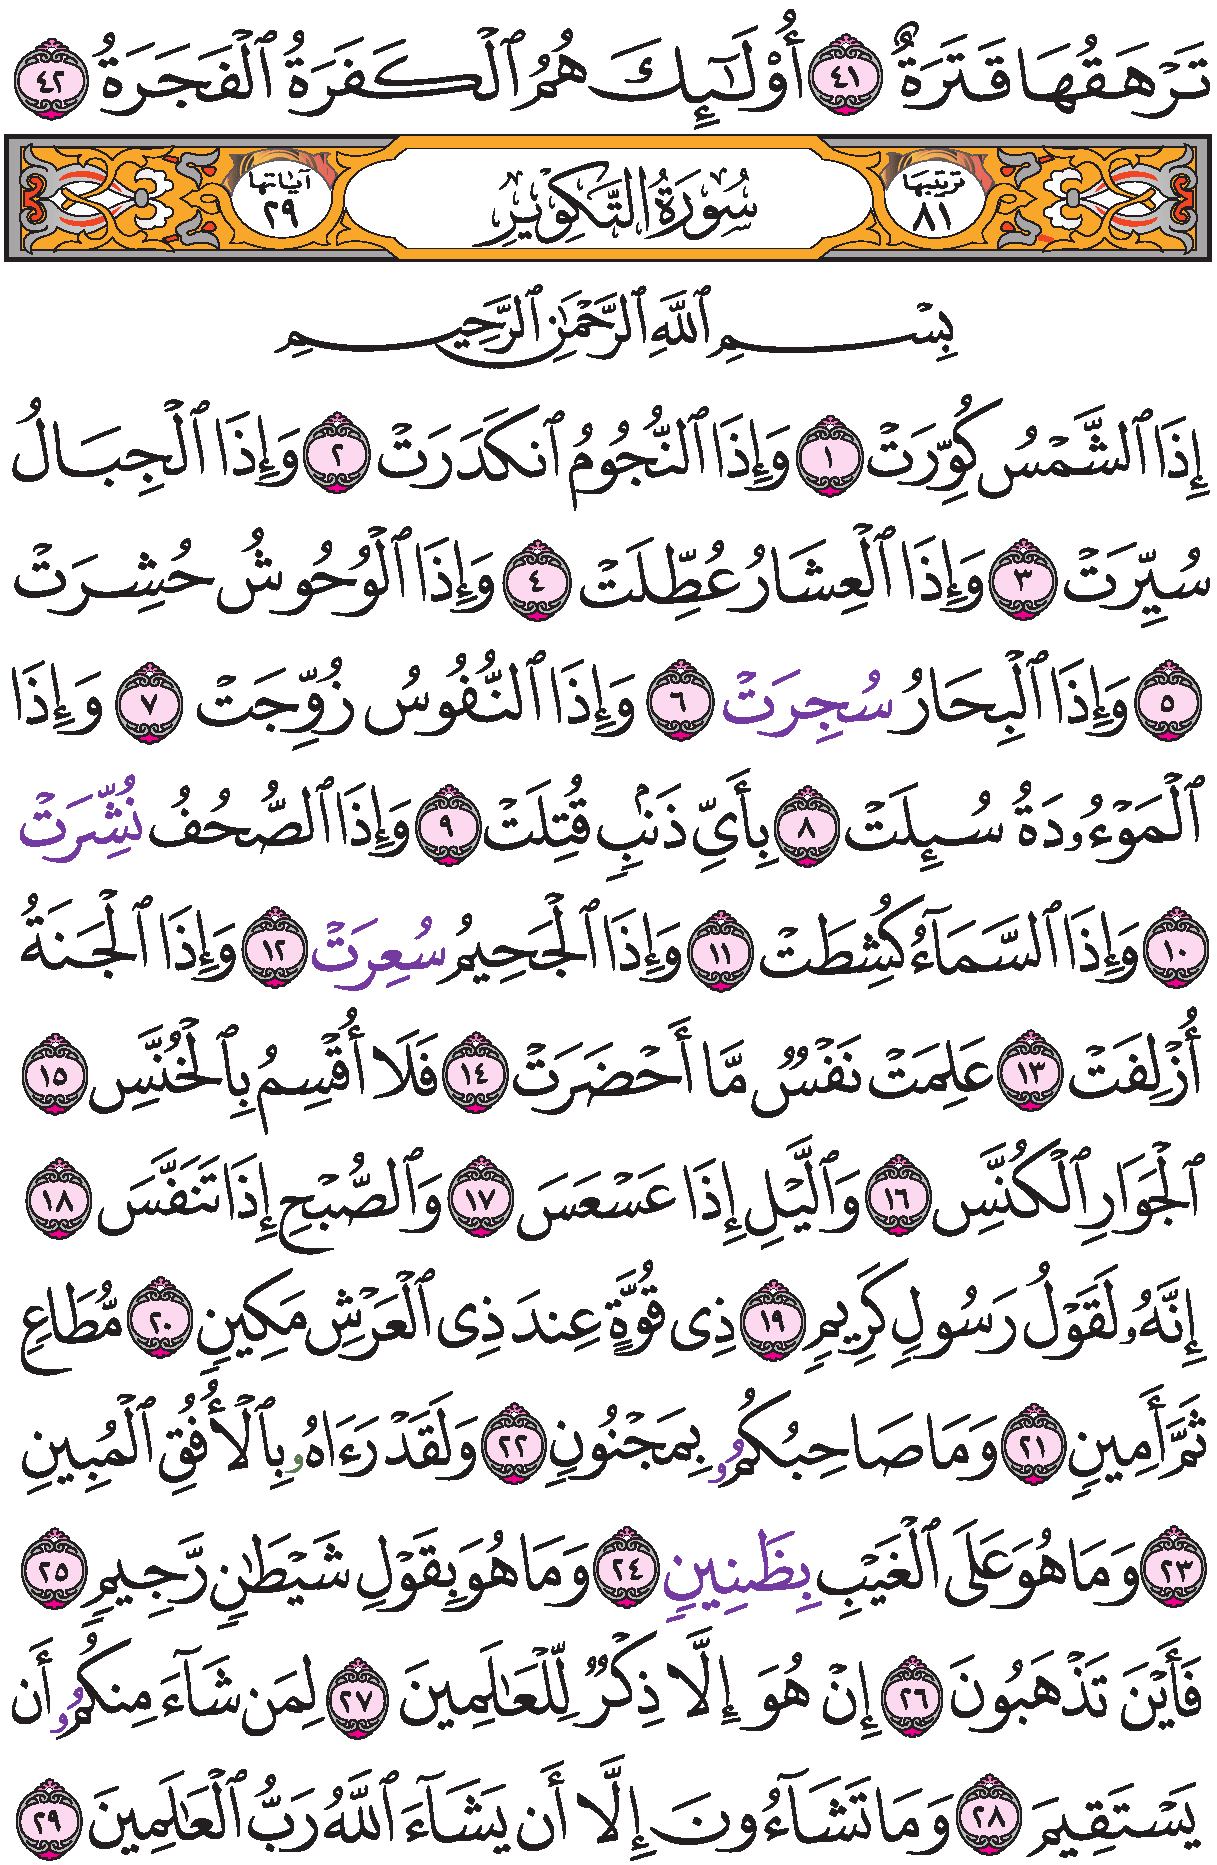 تَرْهَقُهَا قَتَرَةٌ ٤١ أُوْلَٰٓئِكَ هُمُ ٱلْكَفَرَةُ ٱلْفَجَرَةُ ٤٢
ترتيبها ٨١ سُورَةُ التَّكْوِيْرِ آياتها ٢٩
بِسْمِ ٱللَّهِ ٱلرَّحْمَٰنِ ٱلرَّحِيمِ
إِذَا ٱلشَّمْسُ كُوِّرَتْ ١ وَإِذَا ٱلنُّجُومُ ٱنكَدَرَتْ ٢ وَإِذَا ٱلْجِبَالُ
سُيِّرَتْ ٣ وَإِذَا ٱلْعِشَارُ عُطِّلَتْ ٤ وَإِذَا ٱلْوُحُوشُ حُشِرَتْ
٥ وَإِذَا ٱلْبِحَارُ سُجِرَتْ ٦ وَإِذَا ٱلنُّفُوسُ زُوِّجَتْ ٧ وَإِذَا
ٱلْمَوْءُۥدَةُ سُئِلَتْ ٨ بِأَيِّ ذَنۢبٍ قُتِلَتْ ٩ وَإِذَا ٱلصُّحُفُ نُشِّرَتْ
١٠ وَإِذَا ٱلسَّمَآءُ كُشِطَتْ ١١ وَإِذَا ٱلْجَحِيمُ سُعِرَتْ ١٢ وَإِذَا ٱلْجَنَّةُ
أُزْلِفَتْ ١٣ عَلِمَتْ نَفْسٌ مَّا أَحْضَرَتْ ١٤ فَلَا أُقْسِمُ بِٱلْخُنَّسِ ١٥
ٱلْجَوَارِ ٱلْكُنَّسِ ١٦ وَٱلَّيْلِ إِذَا عَسْعَسَ ١٧ وَٱلصُّبْحِ إِذَا تَنَفَّسَ ١٨
إِنَّهُۥ لَقَوْلُ رَسُولٍ كَرِيمٍ ١٩ ذِى قُوَّةٍ عِندَ ذِى ٱلْعَرْشِ مَكِينٍ ٢٠ مُّطَاعٍ
ثَمَّ أَمِينٍ ٢١ وَمَا صَاحِبُكُمُۥ بِمَجْنُونٍ ٢٢ وَلَقَدْ رَءَاهُۥ بِٱلْأُفُقِ ٱلْمُبِينِ
٢٣ وَمَا هُوَ عَلَى ٱلْغَيْبِ بِظَنِينٍ ٢٤ وَمَا هُوَ بِقَوْلِ شَيْطَٰنٍ رَّجِيمٍ ٢٥
فَأَيْنَ تَذْهَبُونَ ٢٦ إِنْ هُوَ إِلَّا ذِكْرٌ لِّلْعَٰلَمِينَ ٢٧ لِمَن شَآءَ مِنكُمُۥ أَن
يَسْتَقِيمَ ٢٨ وَمَا تَشَآءُونَ إِلَّا أَن يَشَآءَ ٱللَّهُ رَبُّ ٱلْعَٰلَمِينَ ٢٩